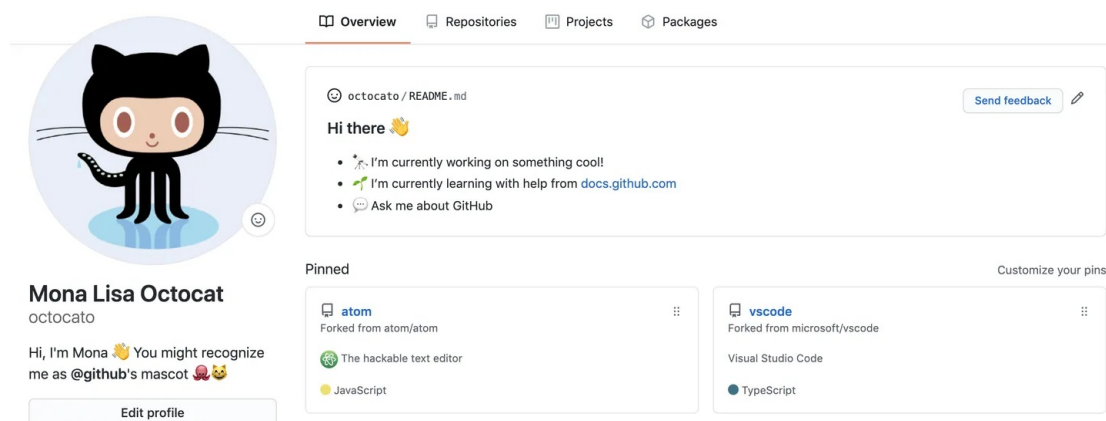 Overview Repositories Projects Packages
octocato/README.md
Send feedback
Hi there 👋
• 🔭 I’m currently working on something cool!
• 🌱 I’m currently learning with help from docs.github.com
• 💬 Ask me about GitHub
Mona Lisa Octocat
octocato
Hi, I'm Mona 👋 You might recognize
me as @github's mascot 🐙😺
Edit profile
Pinned
Customize your pins
atom
Forked from atom/atom
The hackable text editor
JavaScript
vscode
Forked from microsoft/vscode
Visual Studio Code
TypeScript